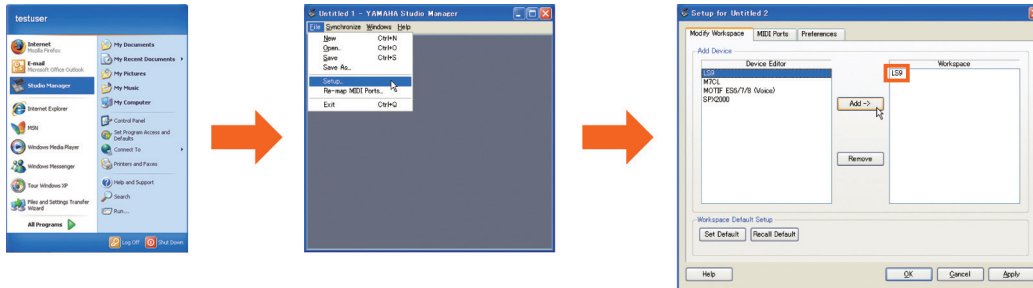 testuser
Internet
Mozilla Firefox
E-mail
Microsoft Office Outlook
Studio Manager
Internet Explorer
MSN
Windows Media Player
Windows Messenger
Tour Windows XP
Files and Settings Transfer
Wizard
All Programs
My Documents
My Recent Documents
My Pictures
My Music
My Computer
Control Panel
Set Program Access and
Defaults
Connect To
Printers and Faxes
Help and Support
Search
Run...
Log Off Shut Down
Untitled 1 - YAMAHA Studio Manager
File Synchronize Windows Help
New Ctrl+N
Open.. Ctrl+O
Save Ctrl+S
Save As..
Setup..
Re-map MIDI Ports..
Exit Ctrl+Q
Setup for Untitled 2
Modify Workspace MIDI Ports Preferences
Add Device
Device Editor
LS9
M7CL
MOTIF ES6/7/8 (Voice)
SPX2000
Add ->
Remove
Workspace
LS9
Workspace Default Setup
Set Default Recall Default
Help OK Cancel Apply